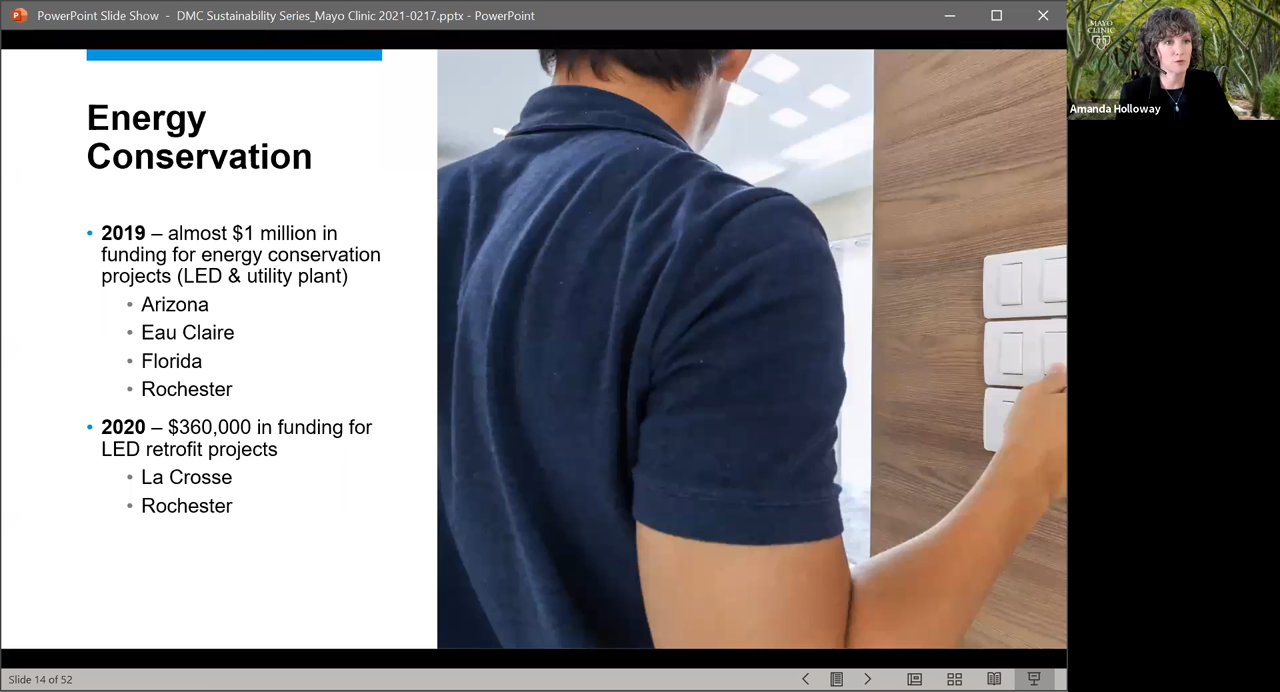 PowerPoint Slide Show - DMC Sustainability Series_Mayo Clinic 2021-0217.pptx - PowerPoint
MAYO
CLINIC
Amanda Holloway
Energy
Conservation
• 2019 – almost $1 million in
funding for energy conservation
projects (LED & utility plant)
• Arizona
• Eau Claire
• Florida
• Rochester
• 2020 – $360,000 in funding for
LED retrofit projects
• La Crosse
• Rochester
Slide 14 of 52